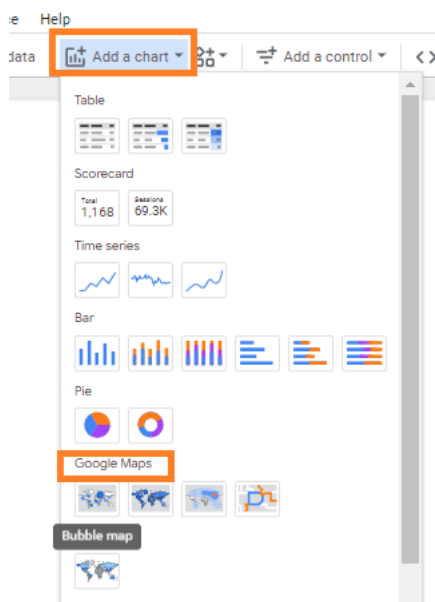 ce Help
data Add a chart Add a control
Table
Scorecard
Total
1,168
Sessions
69.3K
Time series
Bar
Pie
Google Maps
Bubble map